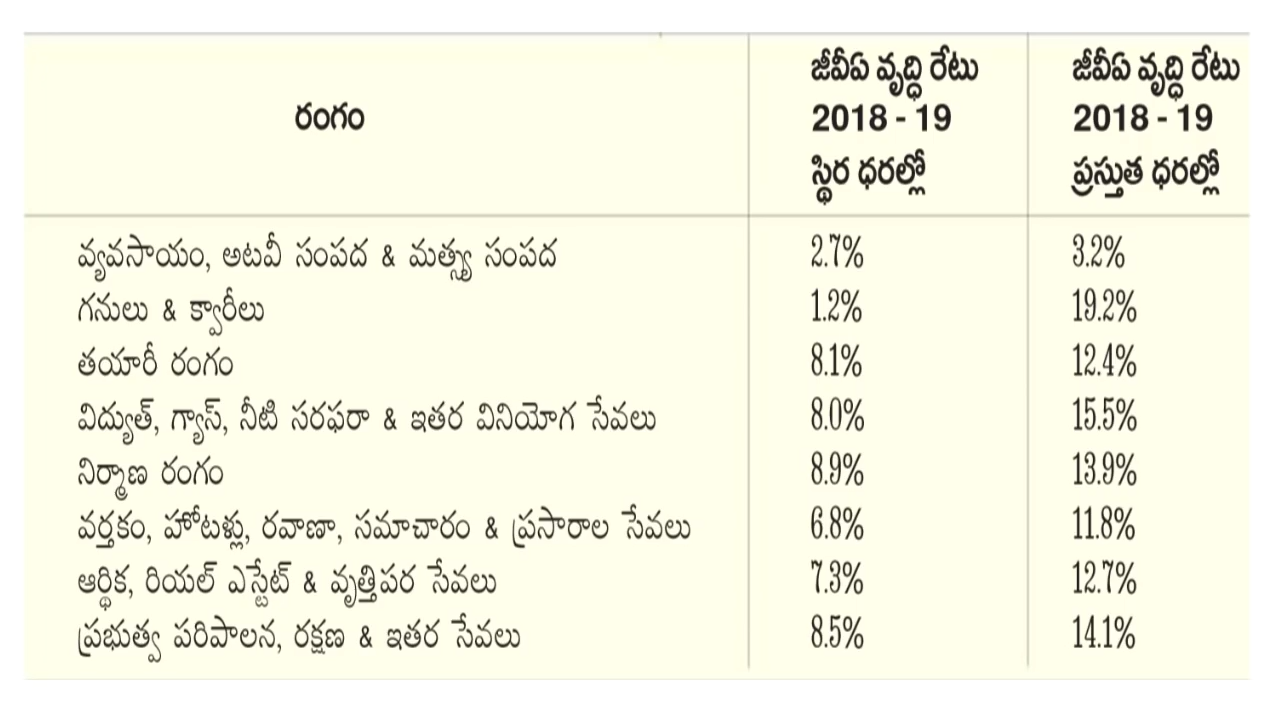 రంగం
జీవీఏ వృద్ధి రేటు
2018 - 19
స్థిర ధరల్లో
జీవీఏ వృద్ధి రేటు
2018 - 19
ప్రస్తుత ధరల్లో
వ్యవసాయం, అటవీ సంపద & మత్స్య సంపద 2.7% 3.2%
గనులు & క్వారీలు 1.2% 19.2%
తయారీ రంగం 8.1% 12.4%
విద్యుత్, గ్యాస్, నీటి సరఫరా & ఇతర వినియోగ సేవలు 8.0% 15.5%
నిర్మాణ రంగం 8.9% 13.9%
వర్తకం, హోటళ్లు, రవాణా, సమాచారం & ప్రసారాల సేవలు 6.8% 11.8%
ఆర్థిక, రియల్ ఎస్టేట్ & వృత్తిపర సేవలు 7.3% 12.7%
ప్రభుత్వ పరిపాలన, రక్షణ & ఇతర సేవలు 8.5% 14.1%